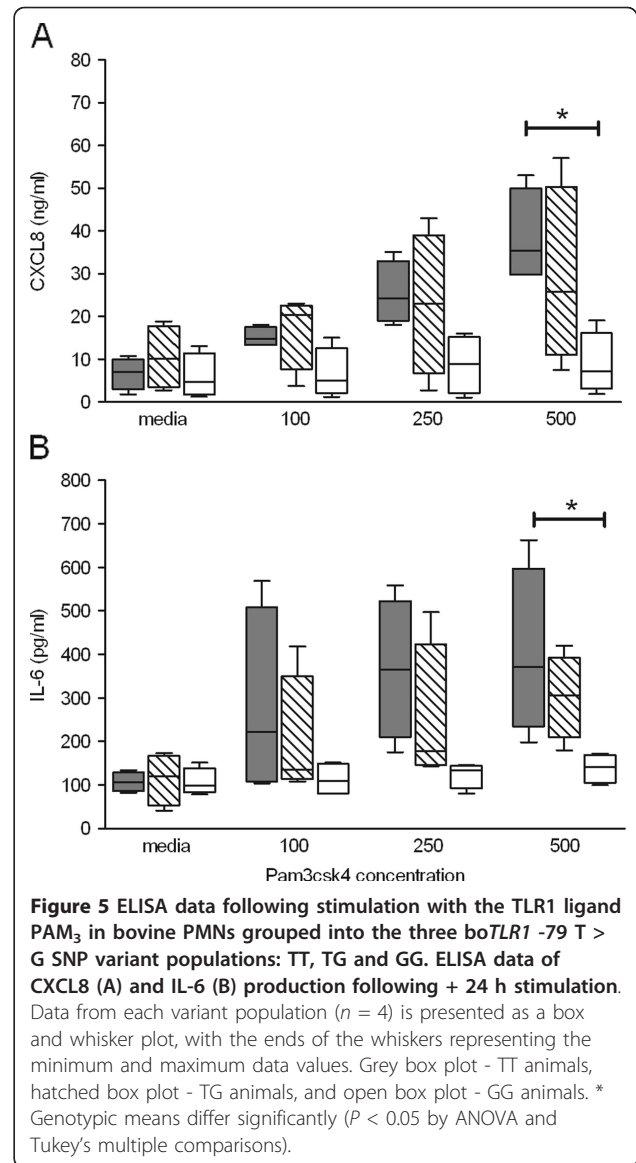 A
80
70
60
50
40
30
20
10
0
CXCL8 (ng/ml)
*
media 100 250 500
B
800
700
600
500
400
300
200
100
0
IL-6 (pg/ml)
*
media 100 250 500
Pam3csk4 concentration
Figure 5 ELISA data following stimulation with the TLR1 ligand
PAM₃ in bovine PMNs grouped into the three boTLR1 -79 T >
G SNP variant populations: TT, TG and GG. ELISA data of
CXCL8 (A) and IL-6 (B) production following + 24 h stimulation.
Data from each variant population (n = 4) is presented as a box
and whisker plot, with the ends of the whiskers representing the
minimum and maximum data values. Grey box plot - TT animals,
hatched box plot - TG animals, and open box plot - GG animals. *
Genotypic means differ significantly (P < 0.05 by ANOVA and
Tukey's multiple comparisons).